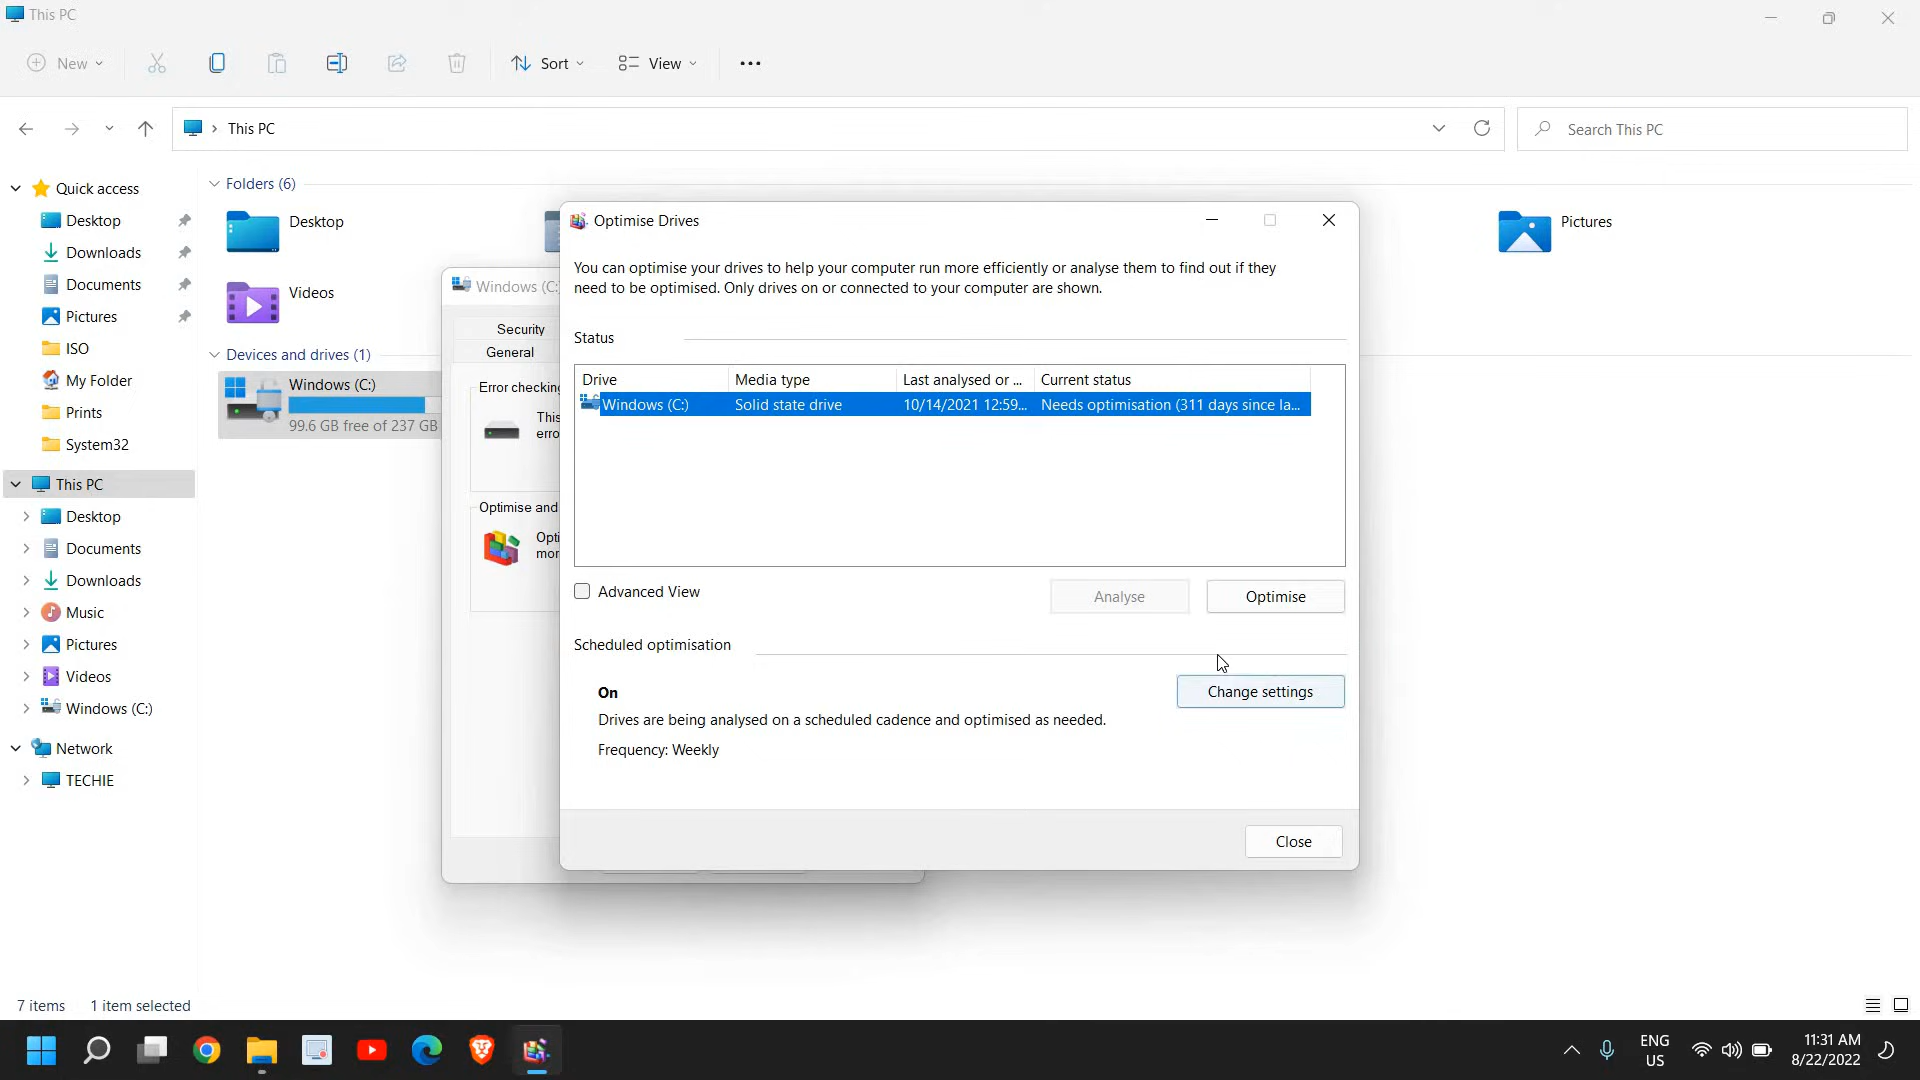 This PC
New
Sort
View
This PC
Search This PC
Quick access
Desktop
Downloads
Documents
Pictures
ISO
My Folder
Prints
System32
This PC
Desktop
Documents
Downloads
Music
Pictures
Videos
Windows (C:)
Network
TECHIE
Folders (6)
Desktop
Pictures
Videos
Devices and drives (1)
Windows (C:)
99.6 GB free of 237 GB
Windows (C:
Security
General
Error checking
This
Optimise and
Optimise Drives
You can optimise your drives to help your computer run more efficiently or analyse them to find out if they
need to be optimised. Only drives on or connected to your computer are shown.
Status
Drive Media type Last analysed or ... Current status
Windows (C:) Solid state drive 10/14/2021 12:59... Needs optimisation (311 days since la...
Advanced View
Analyse
Optimise
Scheduled optimisation
On
Change settings
Drives are being analysed on a scheduled cadence and optimised as needed.
Frequency: Weekly
Close
7 items 1 item selected
ENG
US
11:31 AM
8/22/2022